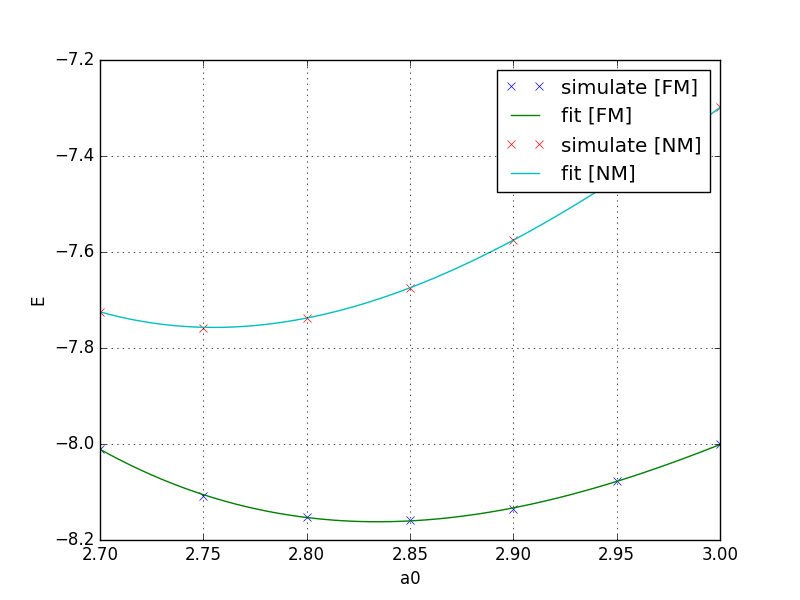 −7.2
−7.4
−7.6
−7.8
−8.0
−8.2
E
simulate [FM]
fit [FM]
simulate [NM]
fit [NM]
2.70 2.75 2.80 2.85 2.90 2.95 3.00
a0